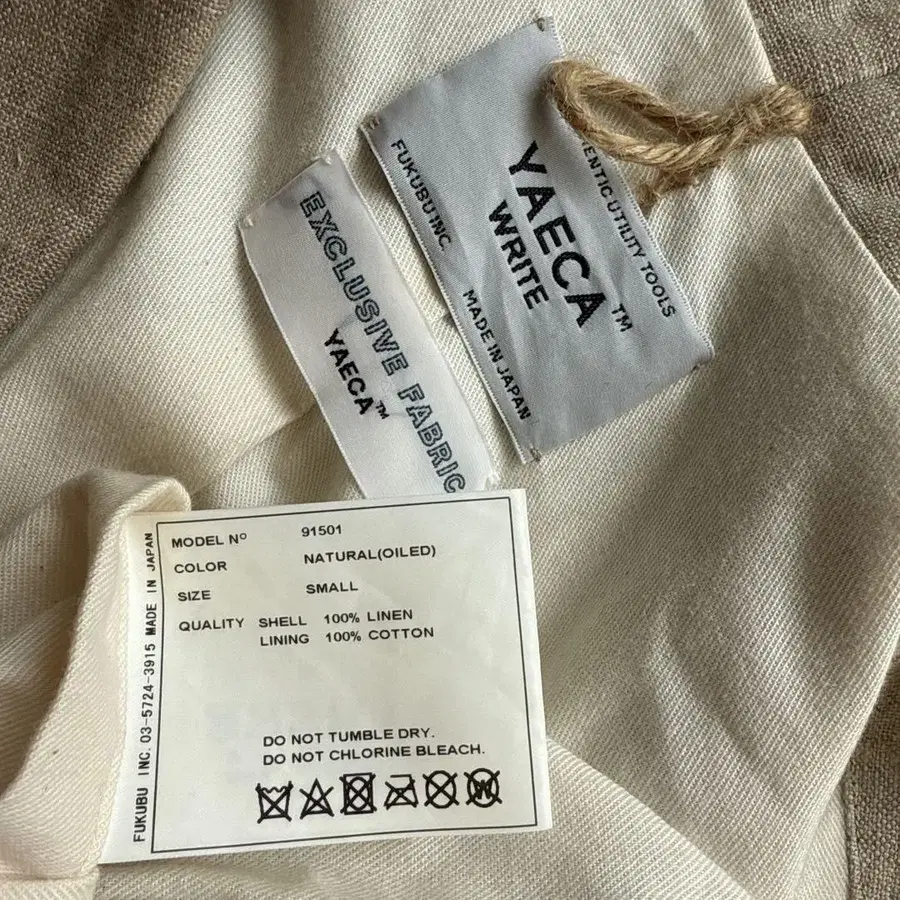 YAECA™
WRITE
ENTIC UTILITY TOOLS
FUKUBU INC.
MADE IN JAPAN
EXCLUSIVE FABRIC
YAECA™
MODEL Nº 91501
COLOR NATURAL(OILED)
SIZE SMALL
QUALITY SHELL 100% LINEN
LINING 100% COTTON
DO NOT TUMBLE DRY.
DO NOT CHLORINE BLEACH.
W
FUKUBU INC. 03-5724-3915 MADE IN JAPAN